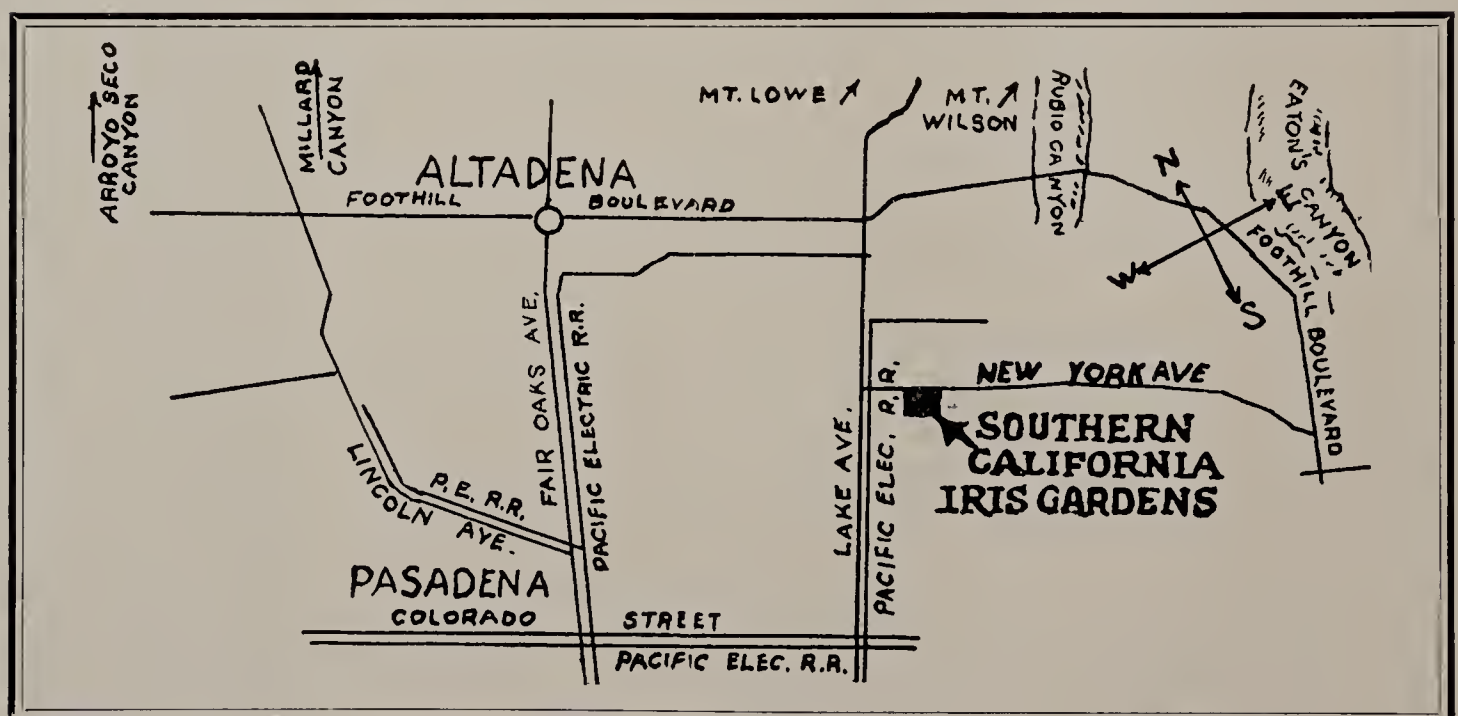 ARROYO SECO
CANYON
MILLARD
CANYON
MT. LOWE
MT.
WILSON
RUBIO CANYON
EATON'S
CANYON
ALTADENA
FOOTHILL BOULEVARD
N
E
W
S
FOOTHILL BOULEVARD
FAIR OAKS AVE.
PACIFIC ELECTRIC R.R.
LAKE AVE.
PACIFIC ELEC. R.R.
NEW YORK AVE
SOUTHERN
CALIFORNIA
IRIS GARDENS
P.E. R.R.
LINCOLN AVE.
PASADENA
COLORADO STREET
PACIFIC ELEC. R.R.